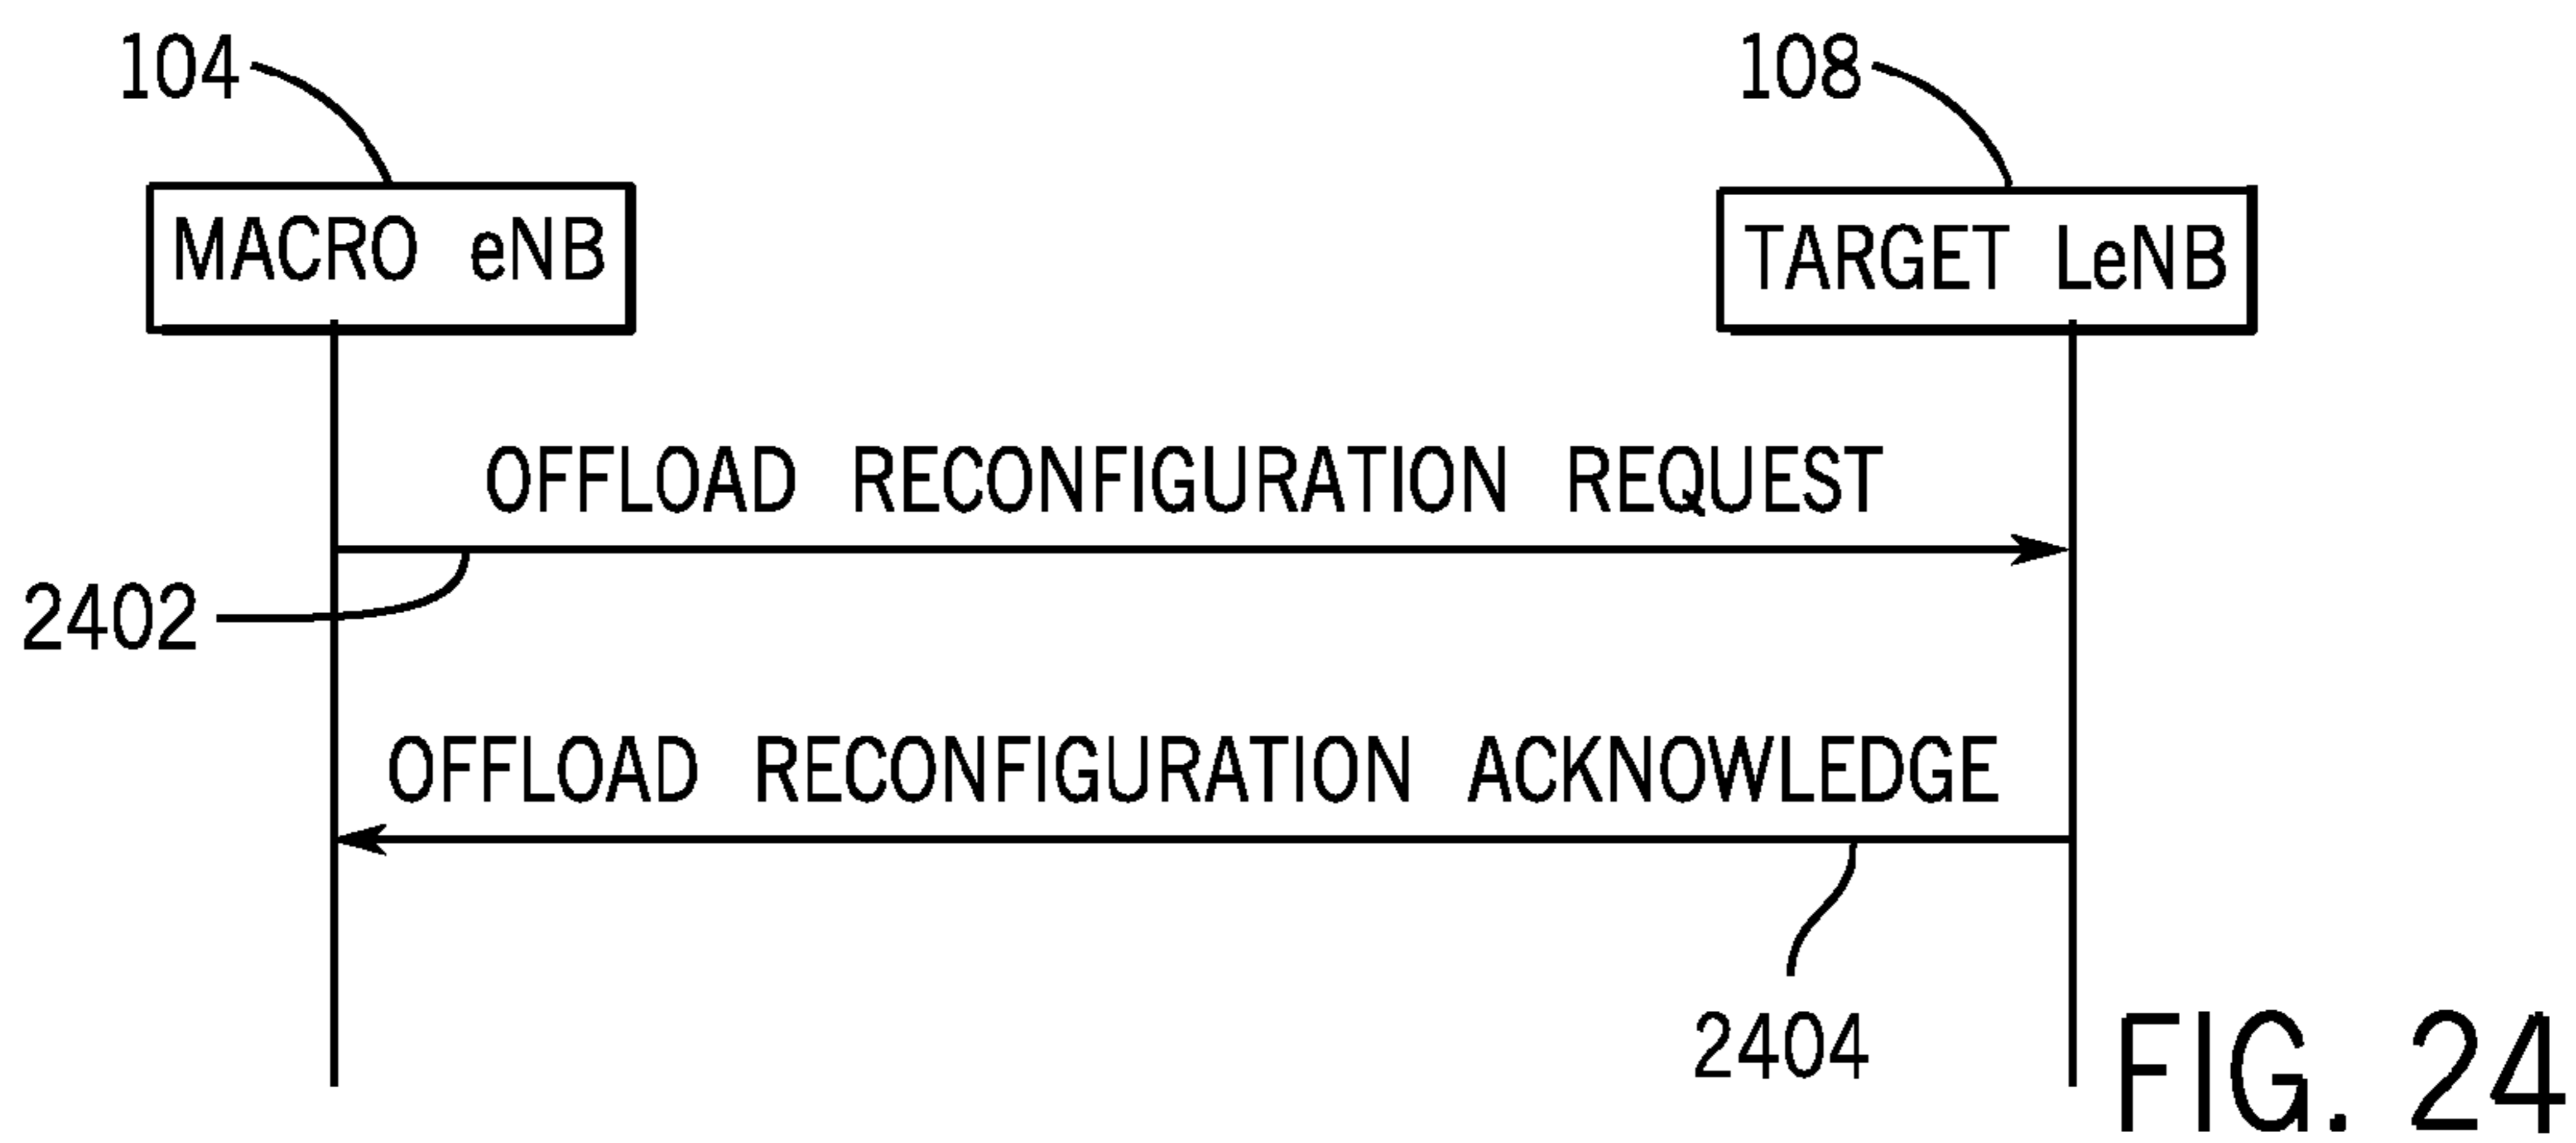 104
108
MACRO eNB
TARGET LeNB
OFFLOAD RECONFIGURATION REQUEST
2402
OFFLOAD RECONFIGURATION ACKNOWLEDGE
2404
FIG. 24